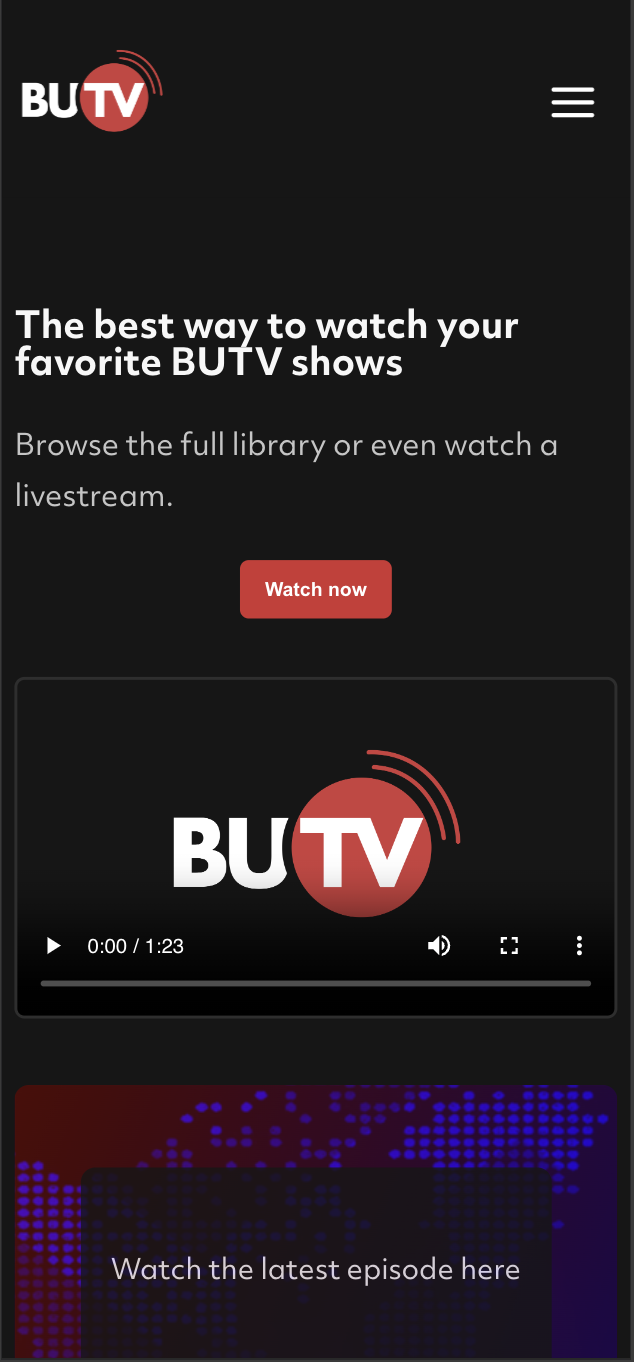 BUTV
The best way to watch your
favorite BUTV shows
Browse the full library or even watch a
livestream.
Watch now
BUTV
0:00 / 1:23
Watch the latest episode here